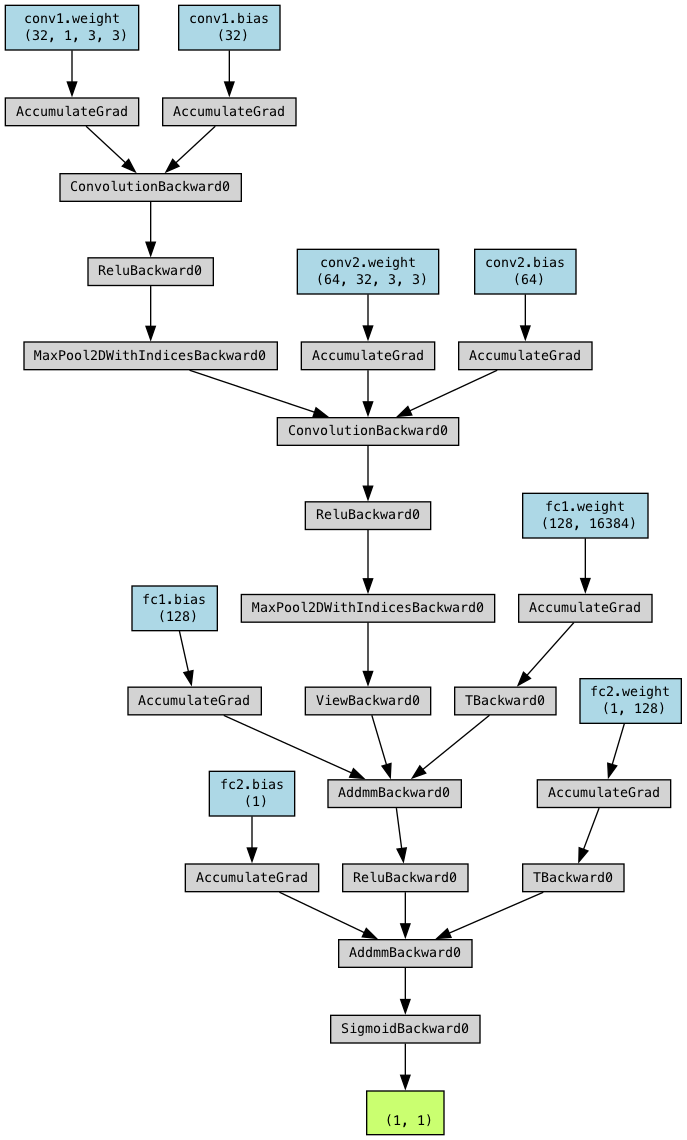 conv1.weight
(32, 1, 3, 3)
conv1.bias
(32)
AccumulateGrad
AccumulateGrad
ConvolutionBackward0
ReluBackward0
conv2.weight
(64, 32, 3, 3)
conv2.bias
(64)
MaxPool2DWithIndicesBackward0
AccumulateGrad
AccumulateGrad
ConvolutionBackward0
ReluBackward0
fc1.weight
(128, 16384)
fc1.bias
(128)
MaxPool2DWithIndicesBackward0
AccumulateGrad
AccumulateGrad
ViewBackward0
TBackward0
fc2.weight
(1, 128)
fc2.bias
(1)
AddmmBackward0
AccumulateGrad
AccumulateGrad
ReluBackward0
TBackward0
AddmmBackward0
SigmoidBackward0
(1, 1)